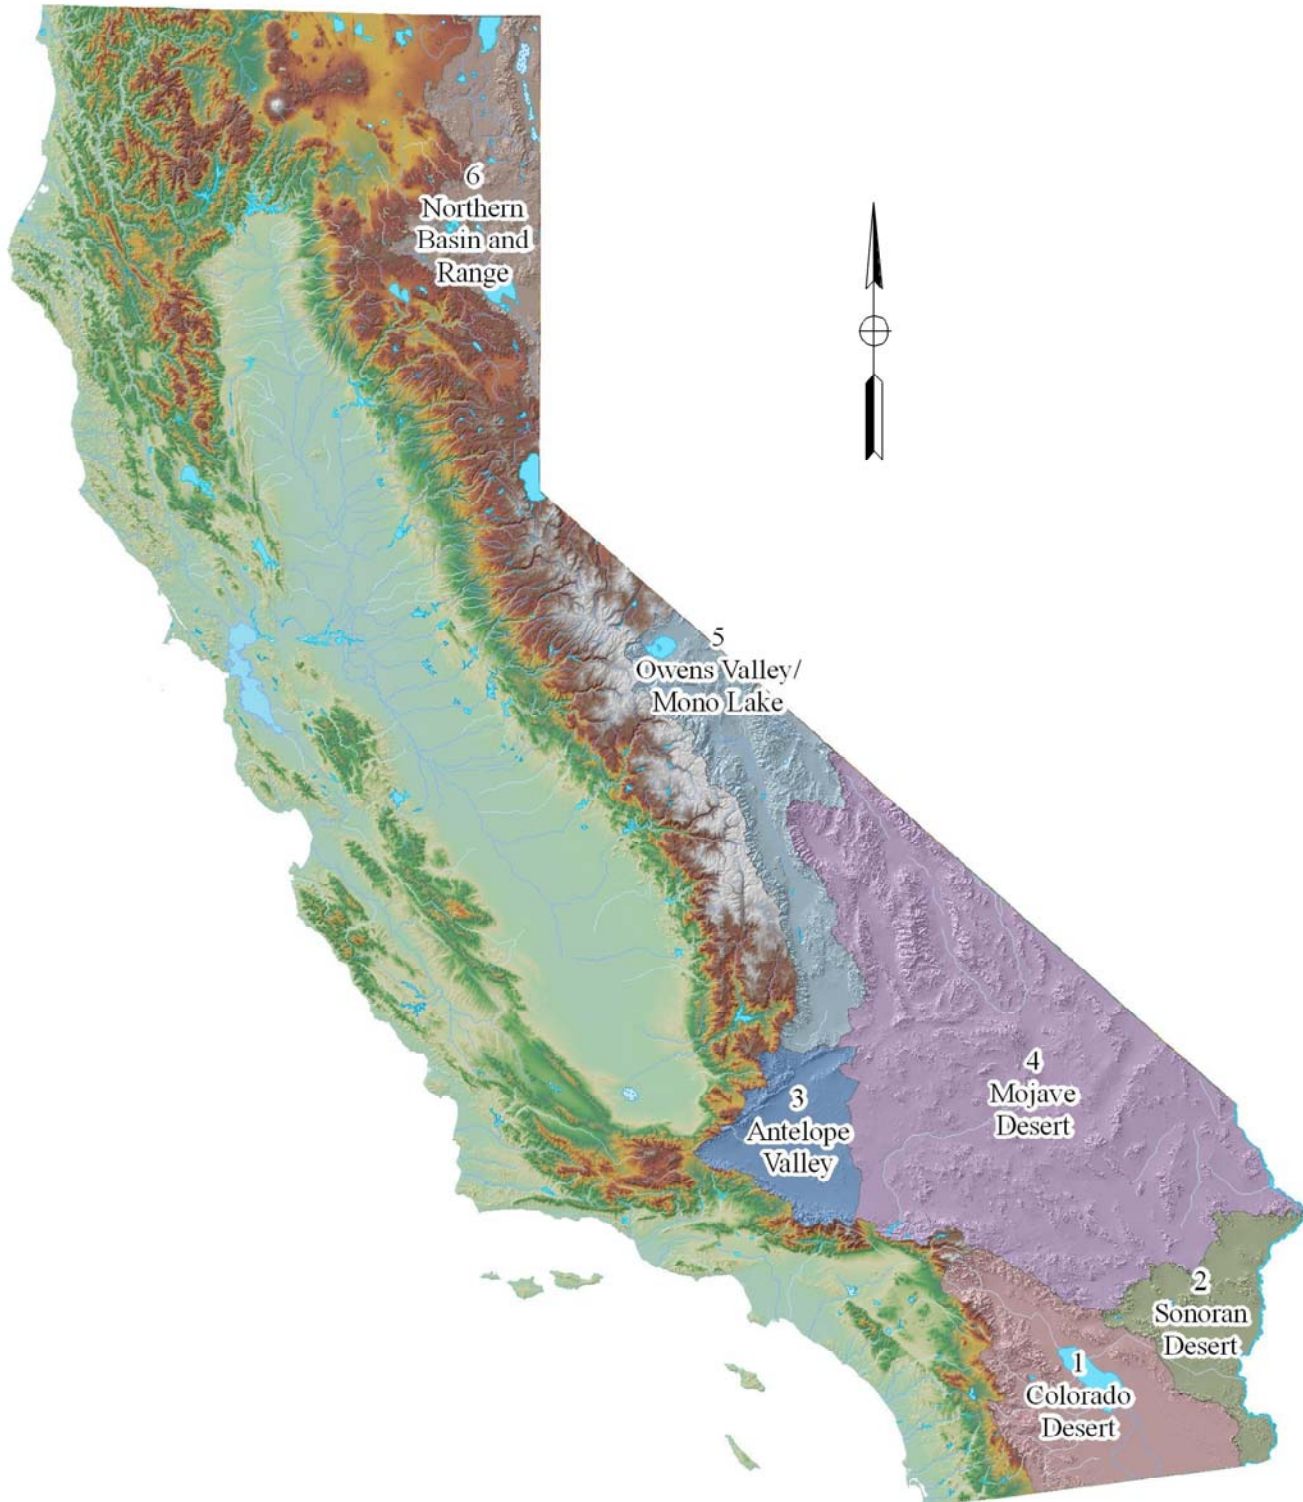 6
Northern
Basin and
Range
5
Owens Valley/
Mono Lake
4
Mojave
Desert
3
Antelope
Valley
2
Sonoran
Desert
1
Colorado
Desert